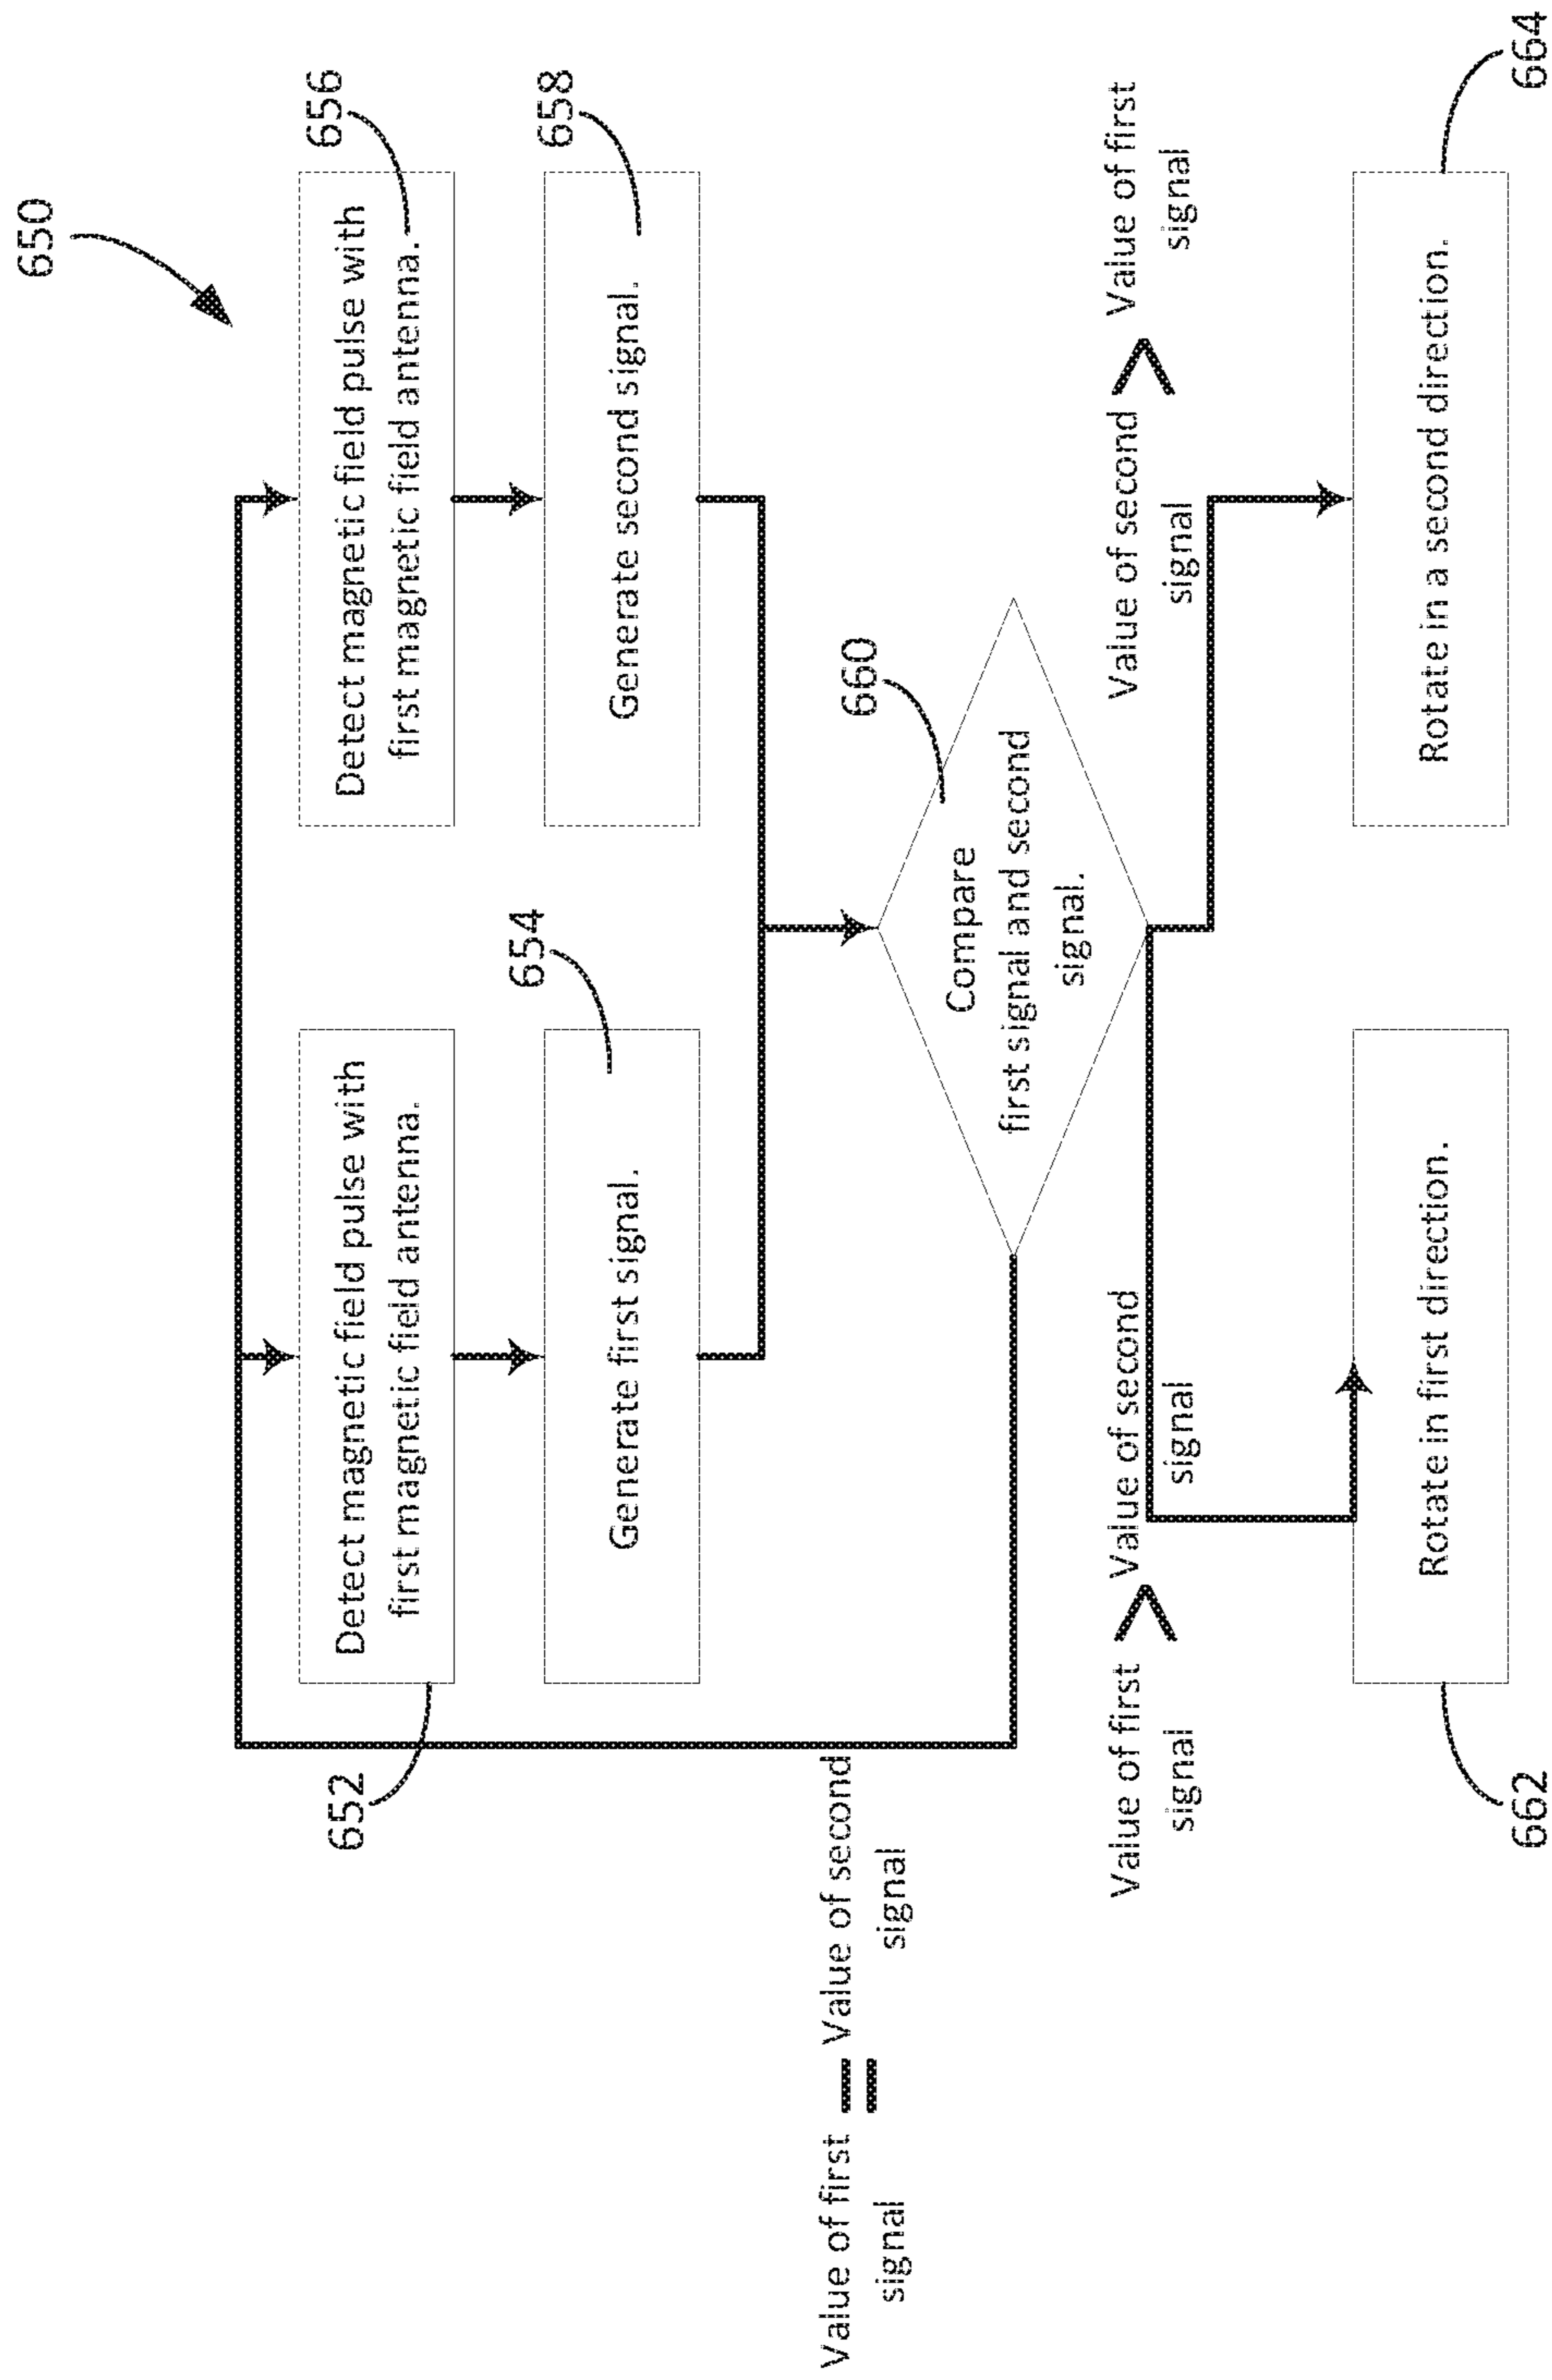 650
656
652
Detect magnetic field pulse with
first magnetic field antenna.
Detect magnetic field pulse with
first magnetic field antenna.
654
658
Generate first signal.
Generate second signal.
Value of first
signal
=
Value of second
signal
660
Compare
first signal and second
signal.
Value of first
signal
>
Value of second
signal
Value of second
signal
>
Value of first
signal
Rotate in first direction.
Rotate in a second direction.
662
664